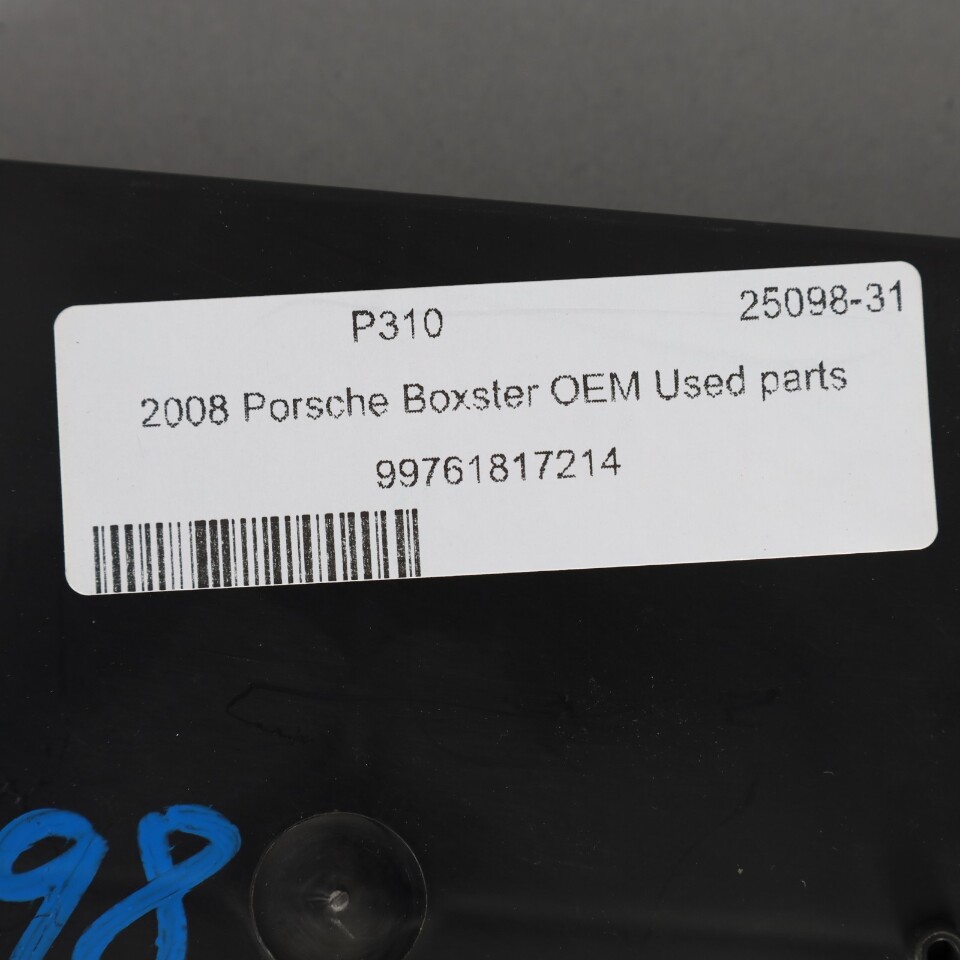 P310 25098-31
2008 Porsche Boxster OEM Used parts
99761817214
98